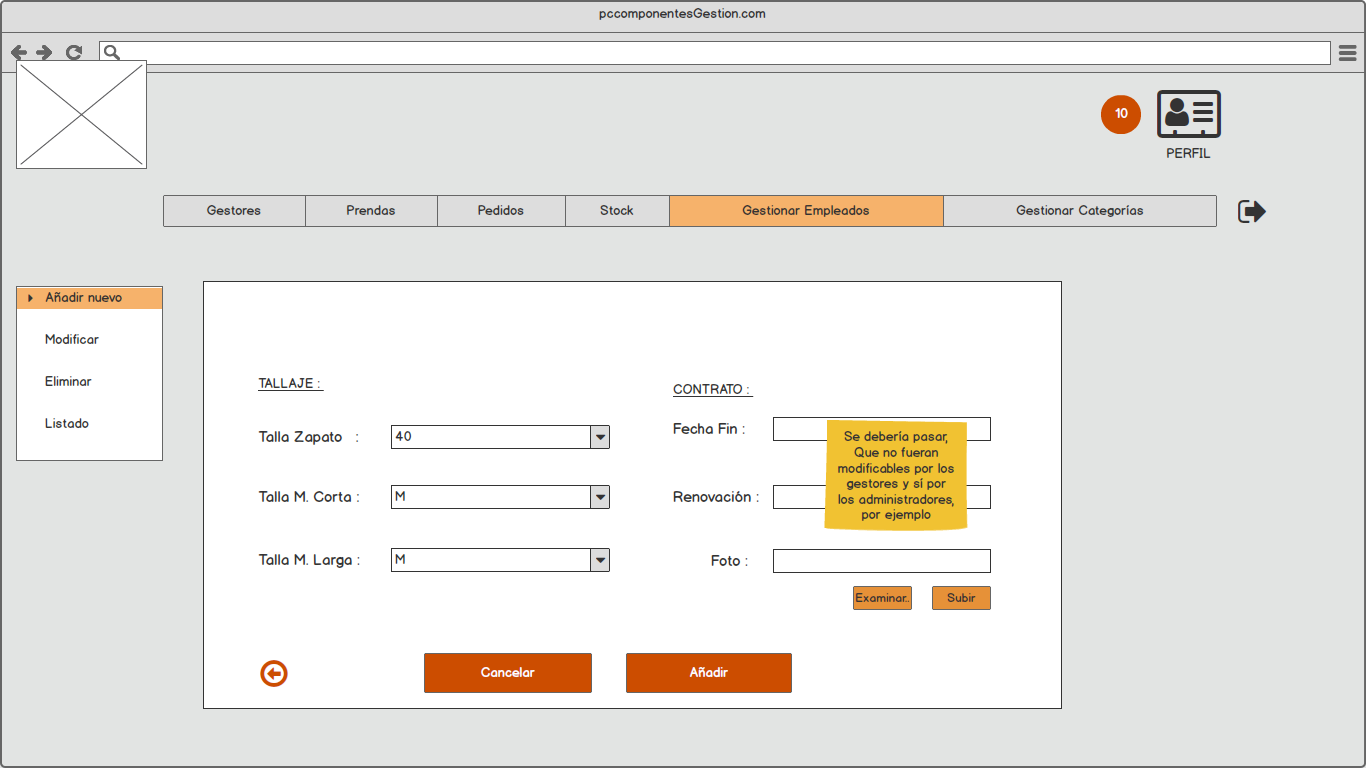 pccomponentesGestion.com
10
PERFIL
Gestores Prendas Pedidos Stock Gestionar Empleados Gestionar Categorías
Añadir nuevo
Modificar
Eliminar
Listado
TALLAJE :
Talla Zapato : 40
Talla M. Corta : M
Talla M. Larga : M
CONTRATO :
Fecha Fin :
Renovación :
Se debería pasar,
Que no fueran
modificables por los
gestores y sí por
los administradores,
por ejemplo
Foto :
Examinar.. Subir
Cancelar Añadir